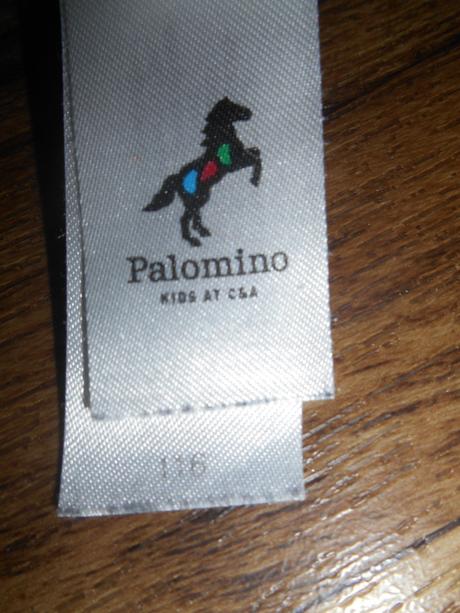 Palomino
KIDS AT C&A
116